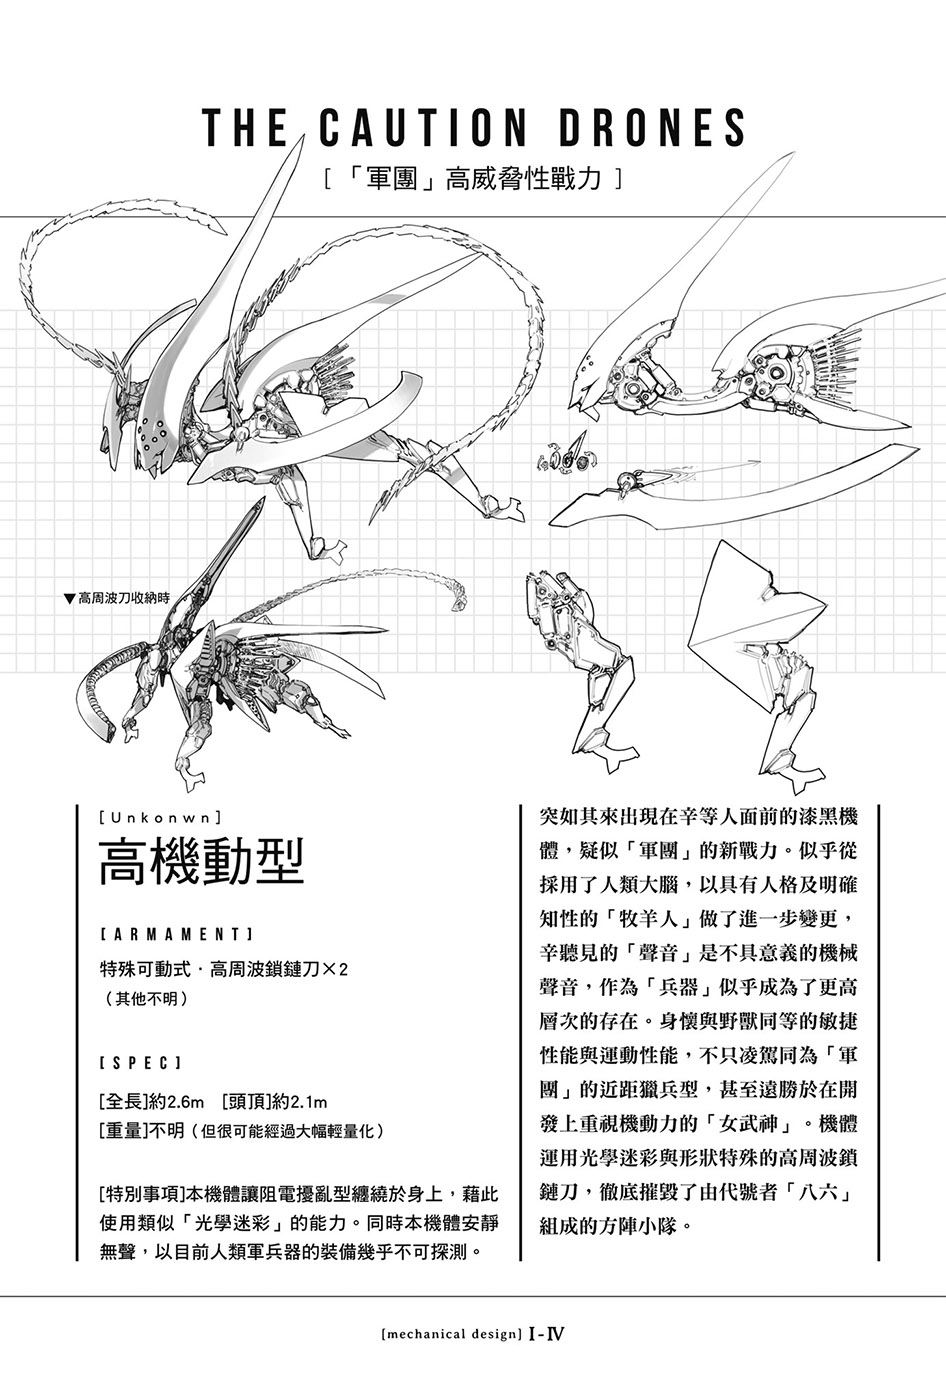 THE CAUTION DRONES
[「軍團」高威脅性戰力]
▼高周波刀收納時
[Unkonwn]
高機動型
[ARMAMENT]
特殊可動式．高周波鎖鏈刀×2
（其他不明）
[SPEC]
[全長]約2.6m [頭頂]約2.1m
[重量]不明（但很可能經過大幅輕量化）
[特別事項]本機體讓阻電擾亂型纏繞於身上，藉此
使用類似「光學迷彩」的能力。同時本機體安靜
無聲，以目前人類軍兵器的裝備幾乎不可探測。
突如其來出現在辛等人面前的漆黑機
體，疑似「軍團」的新戰力。似乎從
採用了人類大腦，以具有人格及明確
知性的「牧羊人」做了進一步變更，
辛聽見的「聲音」是不具意義的機械
聲音，作為「兵器」似乎成為了更高
層次的存在。身懷與野獸同等的敏捷
性能與運動性能，不只凌駕同為「軍
團」的近距獵兵型，甚至遠勝於在開
發上重視機動力的「女武神」。機體
運用光學迷彩與形狀特殊的高周波鎖
鏈刀，徹底摧毀了由代號者「八六」
組成的方陣小隊。
[mechanical design] I-IV